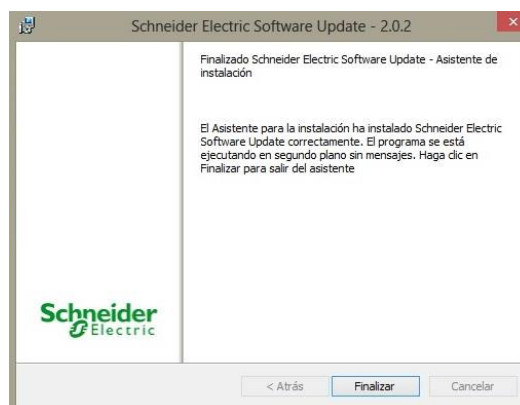 Schneider Electric Software Update - 2.0.2
Finalizado Schneider Electric Software Update - Asistente de
instalación
El Asistente para la instalación ha instalado Schneider Electric
Software Update correctamente. El programa se está
ejecutando en segundo plano sin mensajes. Haga clic en
Finalizar para salir del asistente
Schneider
Electric
< Atrás
Finalizar
Cancelar